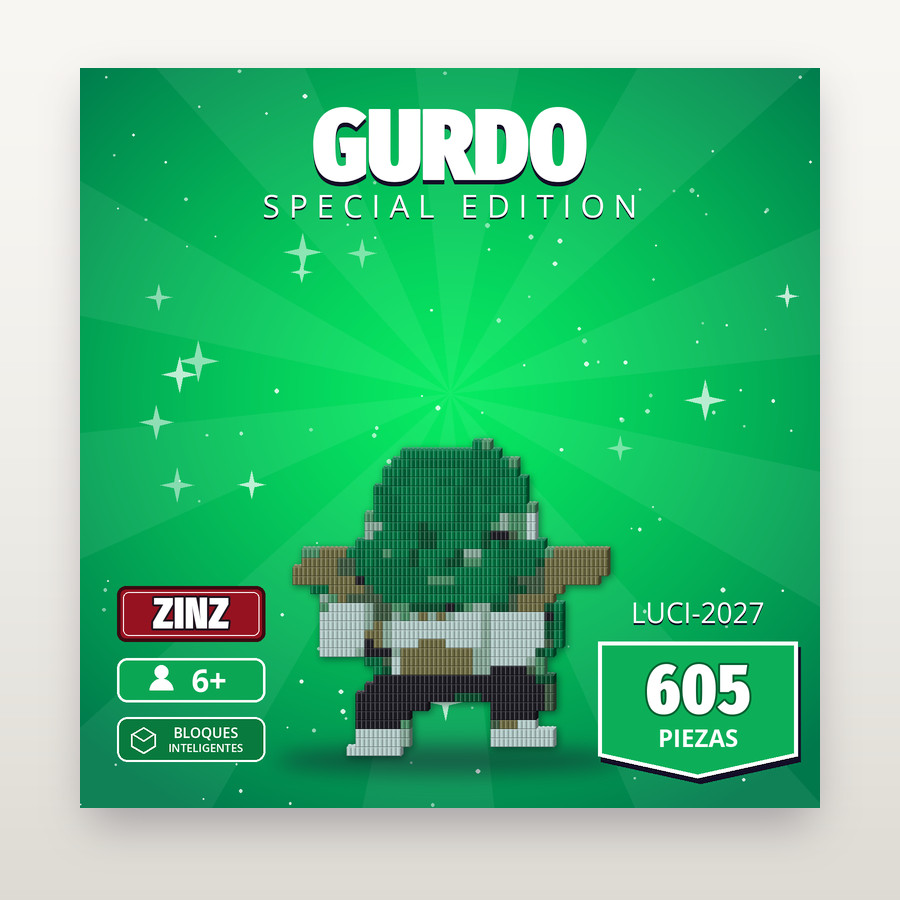 GURDO
SPECIAL EDITION
ZINZ
6+
BLOQUES
INTELIGENTES
LUCI-2027
605
PIEZAS